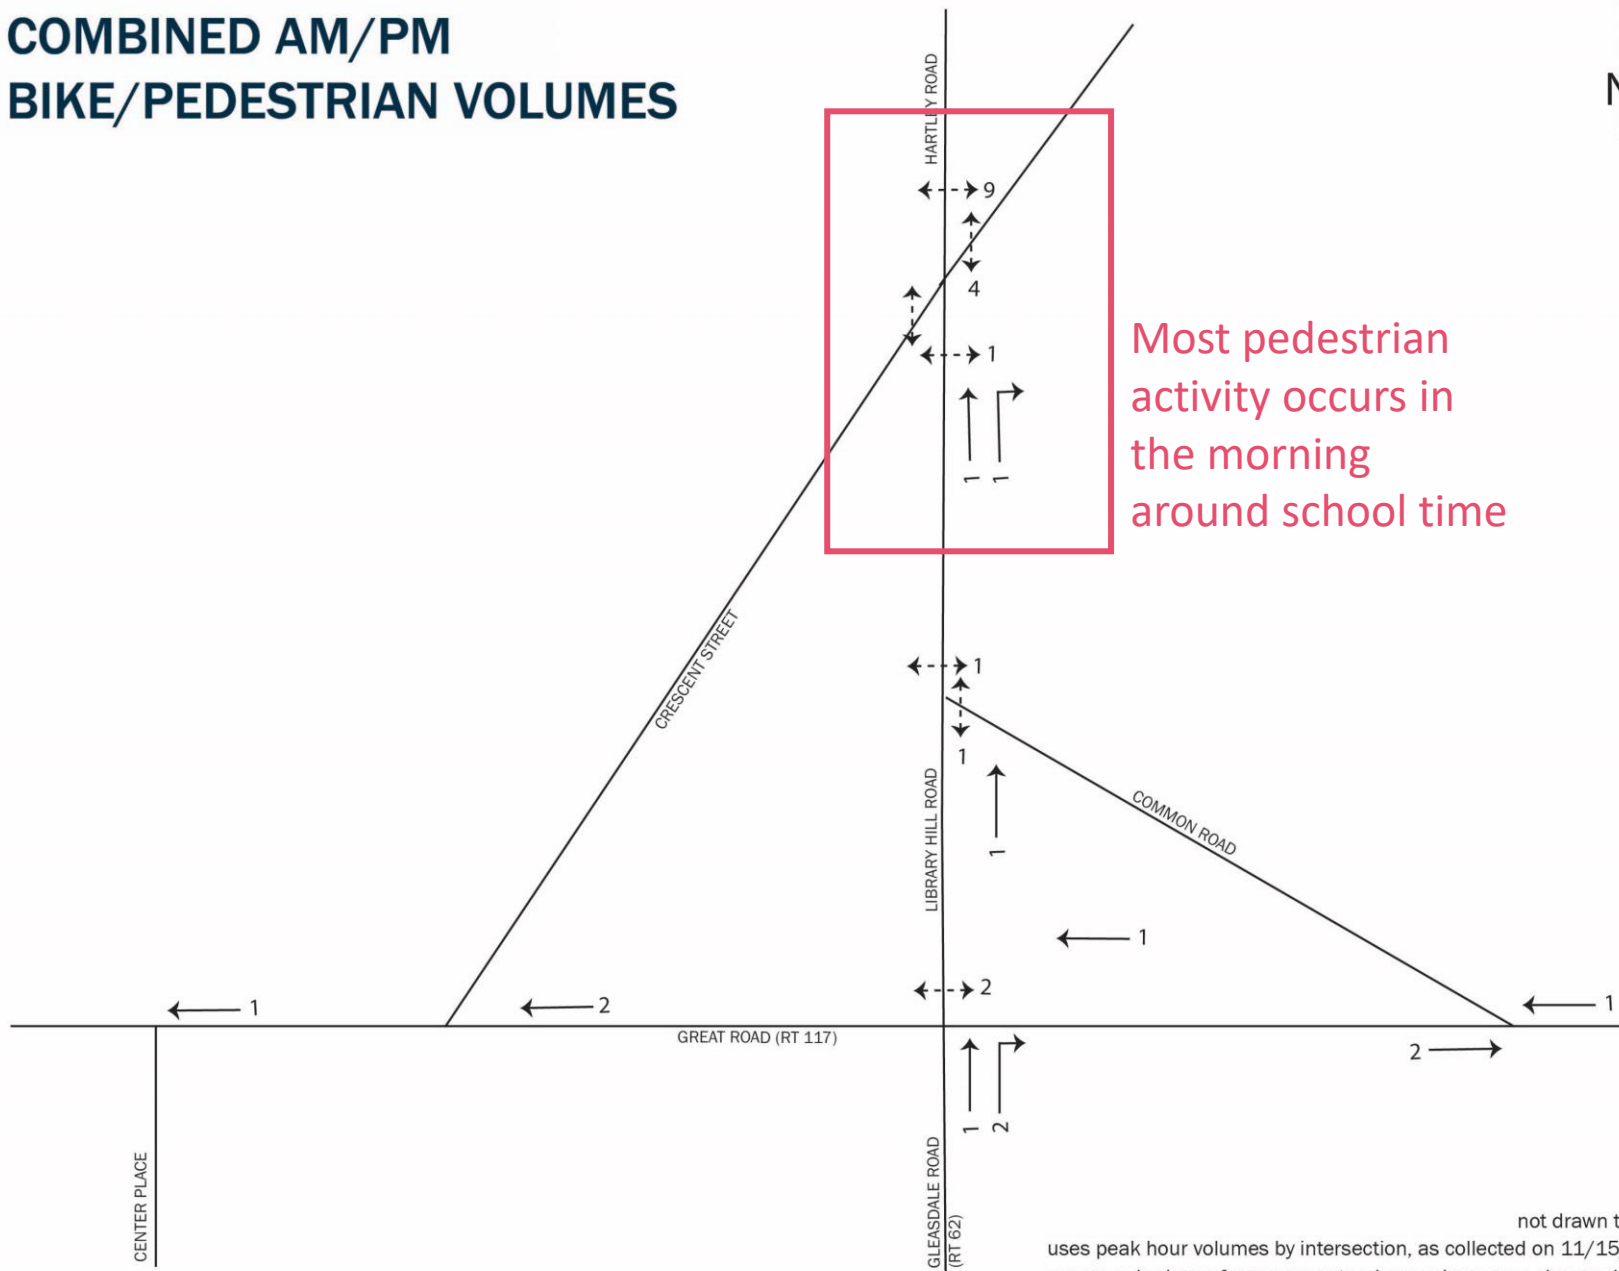 COMBINED AM/PM
BIKE/PEDESTRIAN VOLUMES
N
HARTLEY ROAD
9
4
1
1
1
Most pedestrian
activity occurs in
the morning
around school time
CRESCENT STREET
1
1
LIBRARY HILL ROAD
1
COMMON ROAD
1
2
1
2
1
GREAT ROAD (RT 117)
2
1
2
CENTER PLACE
GLEASDALE ROAD
(RT 62)
not drawn t
uses peak hour volumes by intersection, as collected on 11/15